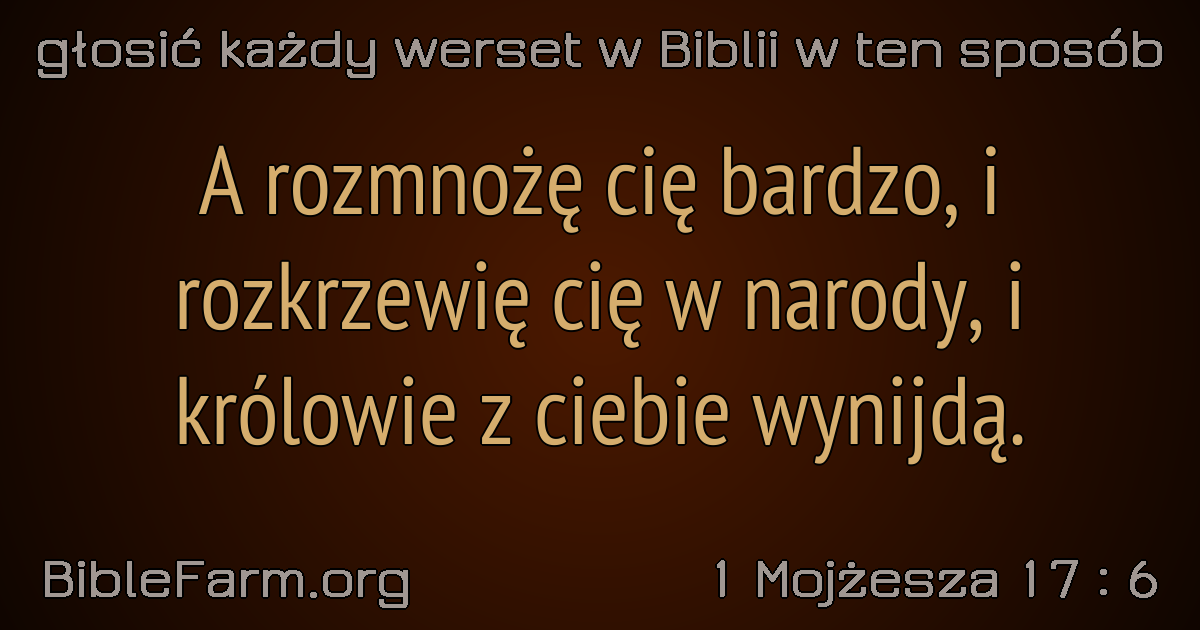 głosić każdy werset w Biblii w ten sposób
A rozmnożę cię bardzo, i
rozkrzewię cię w narody, i
królowie z ciebie wynijdą.
BibleFarm.org
1 Mojżesza 17 : 6